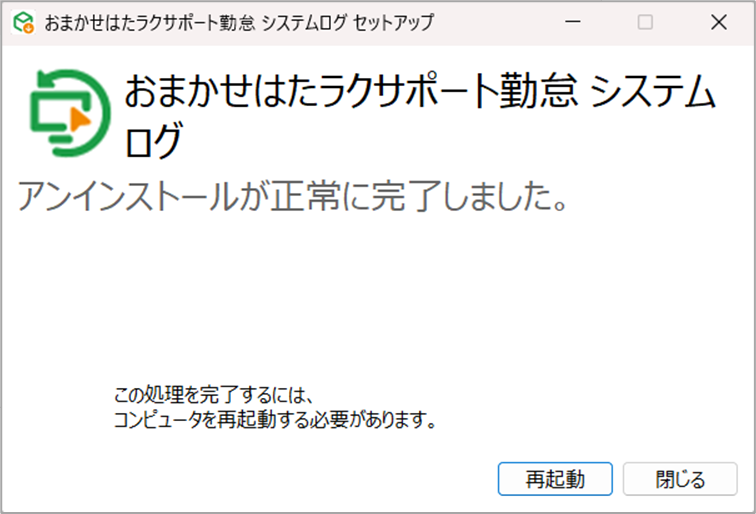 おまかせはたラクサポート勤怠 システムログ セットアップ
おまかせはたラクサポート勤怠 システム
ログ
アンインストールが正常に完了しました。
この処理を完了するには、
コンピュータを再起動する必要があります。
再起動
閉じる